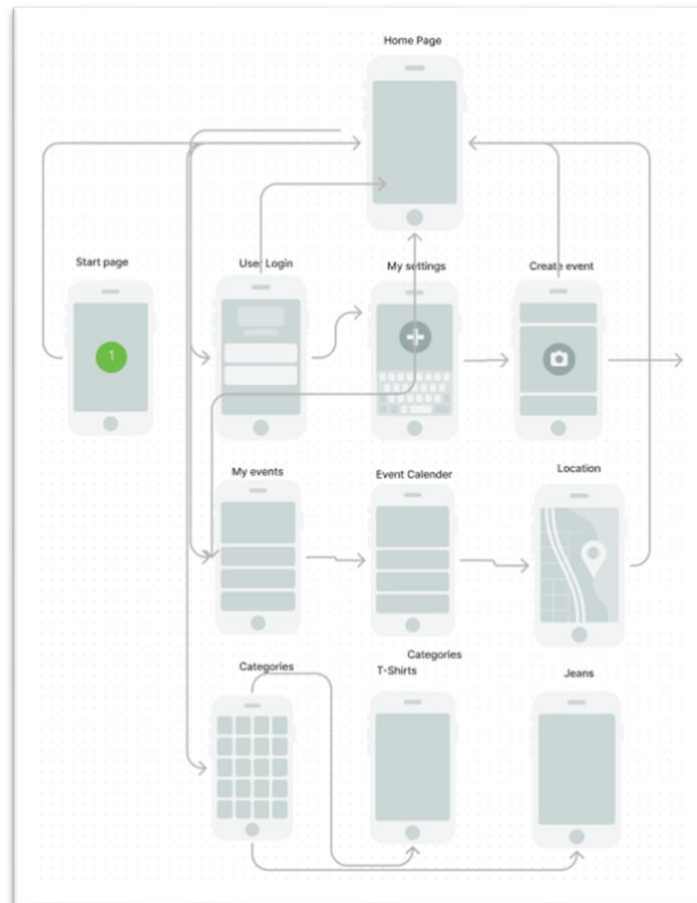 Home Page
Start page
User Login
My settings
Create event
1
My events
Event Calender
Location
Categories
Categories
T-Shirts
Jeans